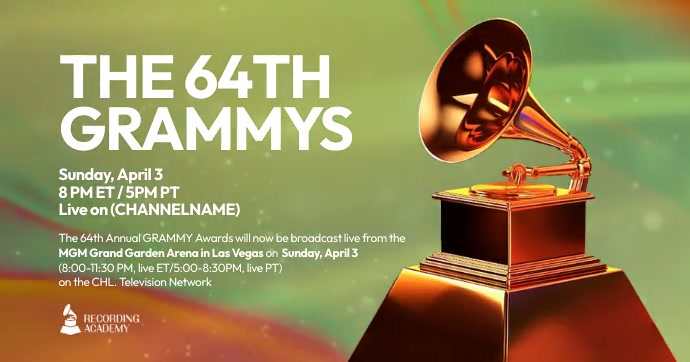 THE 64TH
GRAMMYS
Sunday, April 3
8 PM ET / 5PM PT
Live on (CHANNELNAME)
The 64th Annual GRAMMY Awards will now be broadcast live from the
MGM Grand Garden Arena in Las Vegas on Sunday, April 3
(8:00-11:30 PM, live ET/5:00-8:30PM, live PT)
on the CHL. Television Network
RECORDING
ACADEMY